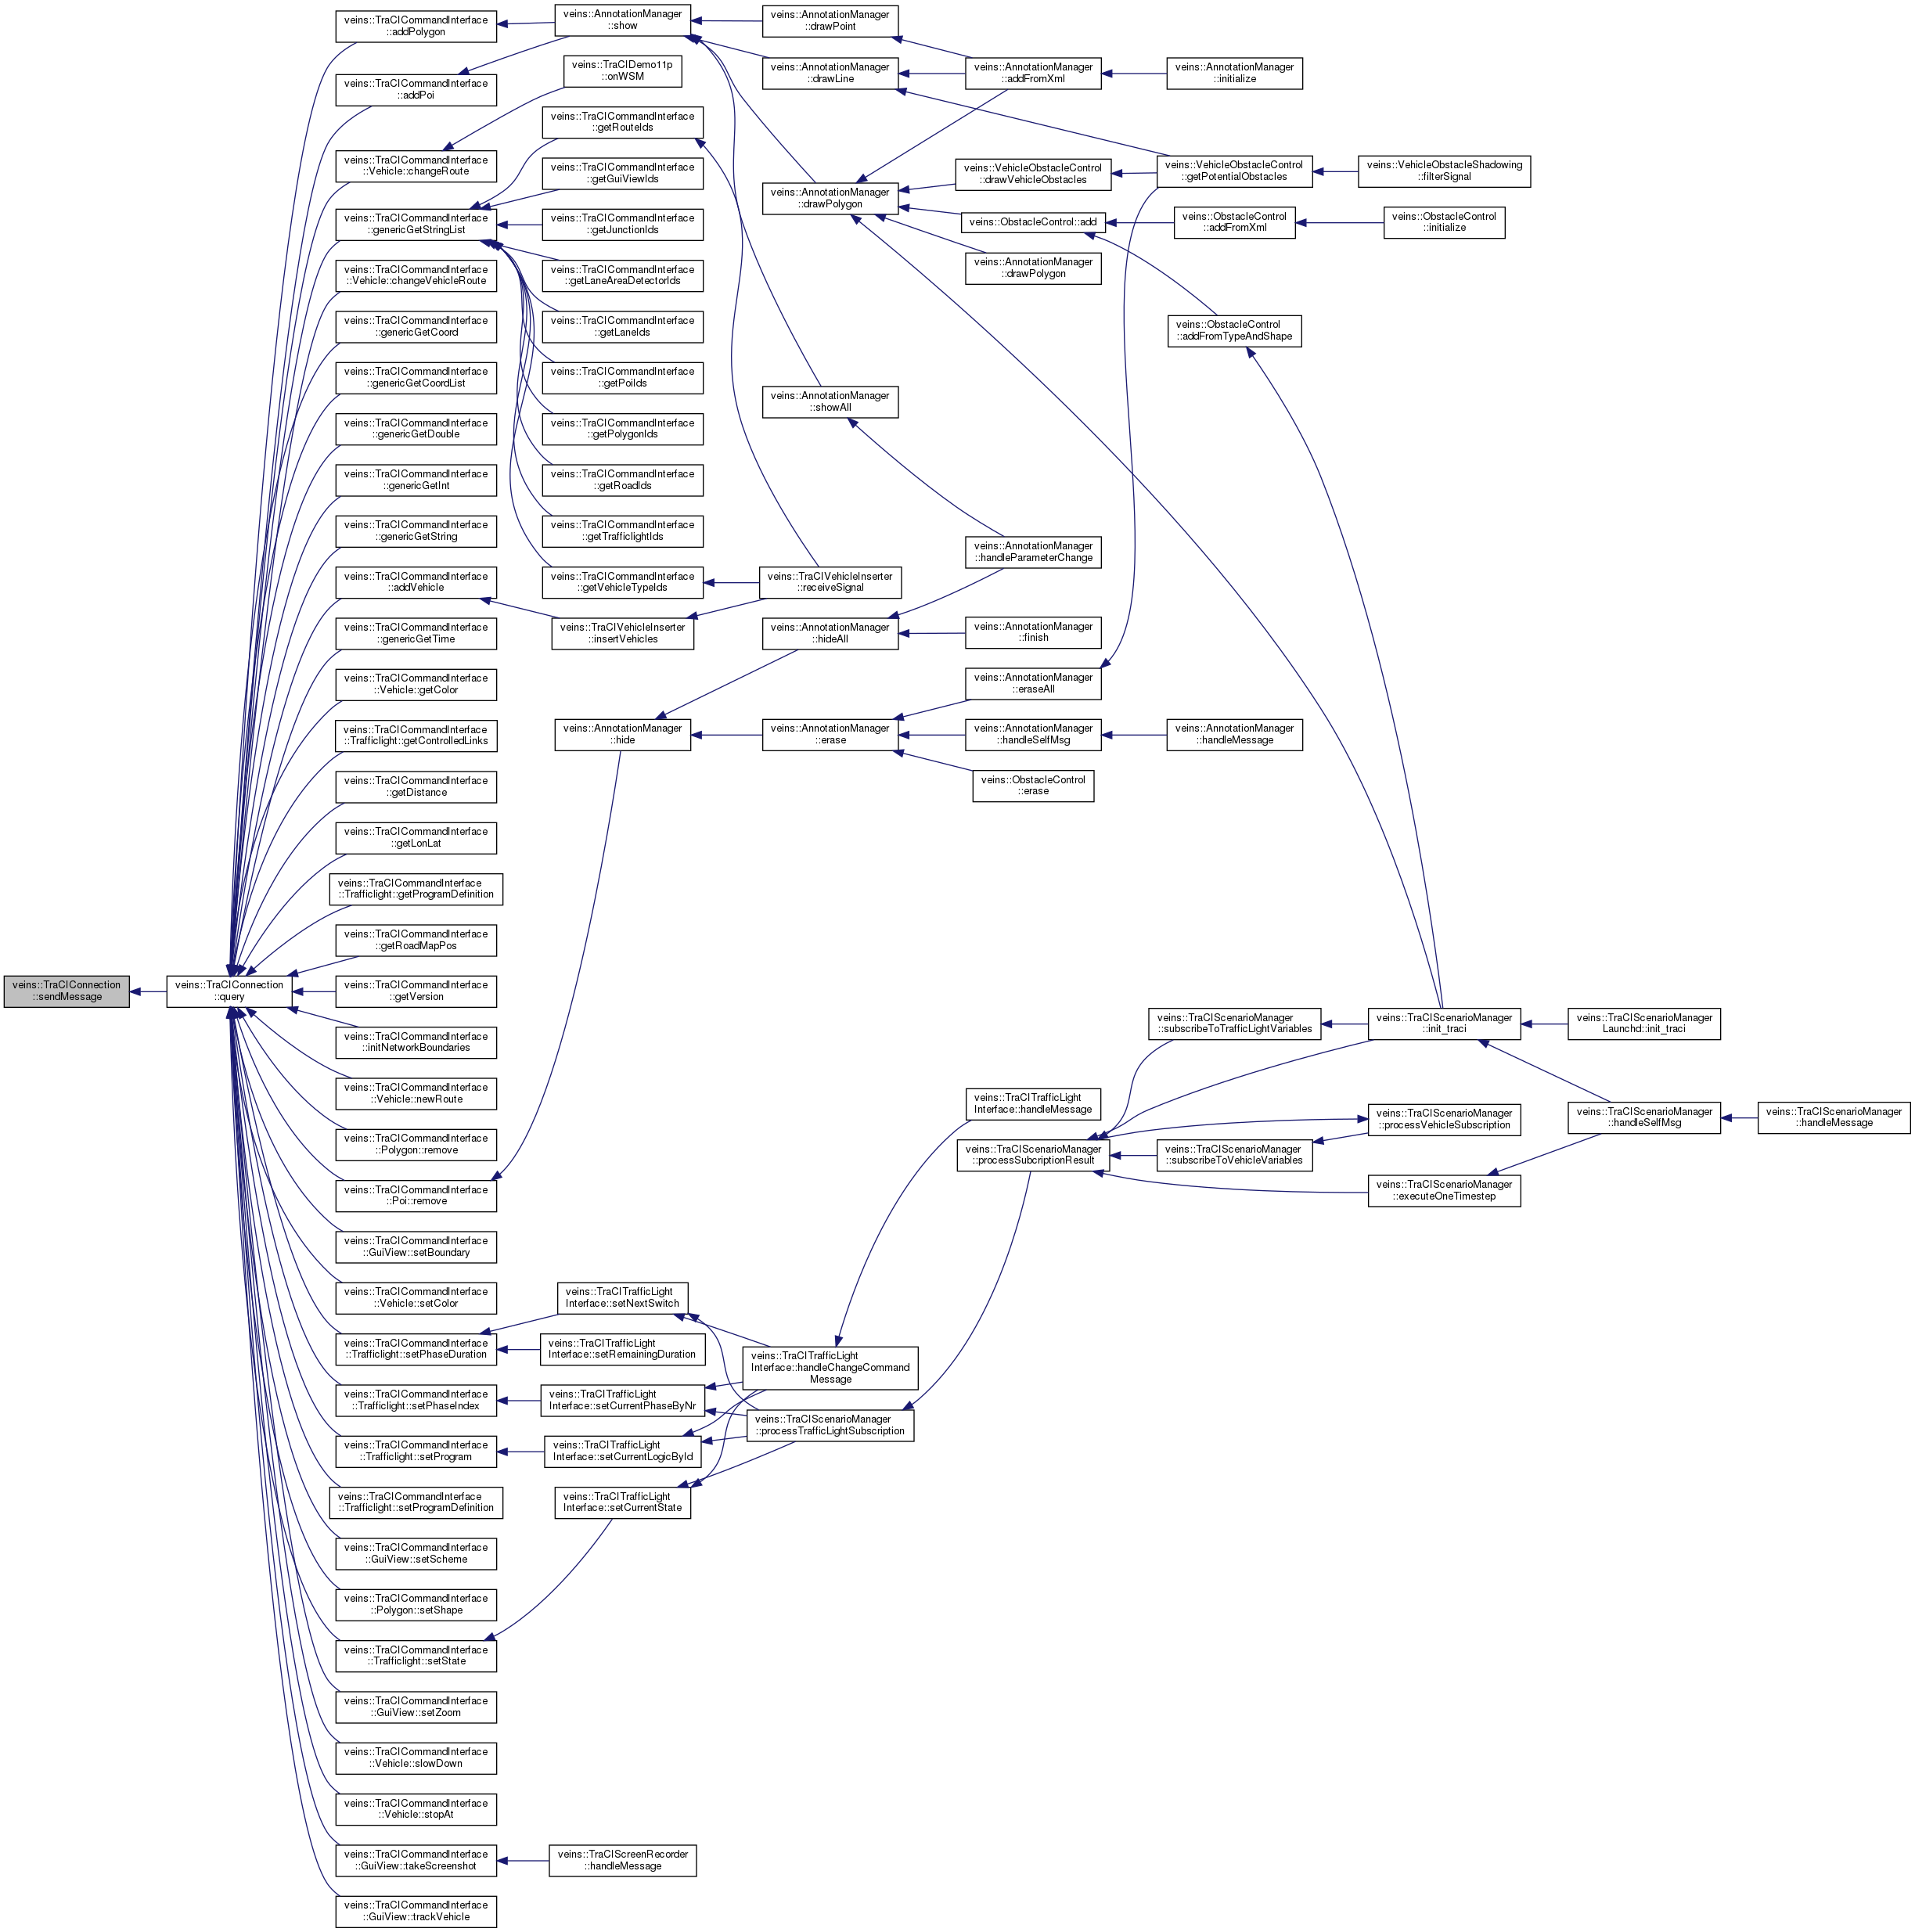 veins::TraCIConnection
::sendMessage
veins::TraCIConnection
::query
veins::TraCICommandInterface
::addPolygon
veins::TraCICommandInterface
::addPoi
veins::TraCICommandInterface
::Vehicle::changeRoute
veins::TraCICommandInterface
::genericGetStringList
veins::TraCICommandInterface
::Vehicle::changeVehicleRoute
veins::TraCICommandInterface
::genericGetCoord
veins::TraCICommandInterface
::genericGetCoordList
veins::TraCICommandInterface
::genericGetDouble
veins::TraCICommandInterface
::genericGetInt
veins::TraCICommandInterface
::genericGetString
veins::TraCICommandInterface
::addVehicle
veins::TraCICommandInterface
::genericGetTime
veins::TraCICommandInterface
::Vehicle::getColor
veins::TraCICommandInterface
::Trafficlight::getControlledLinks
veins::TraCICommandInterface
::getDistance
veins::TraCICommandInterface
::getLonLat
veins::TraCICommandInterface
::Trafficlight::getProgramDefinition
veins::TraCICommandInterface
::getRoadMapPos
veins::TraCICommandInterface
::getVersion
veins::TraCICommandInterface
::initNetworkBoundaries
veins::TraCICommandInterface
::Vehicle::newRoute
veins::TraCICommandInterface
::Polygon::remove
veins::TraCICommandInterface
::Poi::remove
veins::TraCICommandInterface
::GuiView::setBoundary
veins::TraCICommandInterface
::Vehicle::setColor
veins::TraCICommandInterface
::Trafficlight::setPhaseDuration
veins::TraCICommandInterface
::Trafficlight::setPhaseIndex
veins::TraCICommandInterface
::Trafficlight::setProgram
veins::TraCICommandInterface
::Trafficlight::setProgramDefinition
veins::TraCICommandInterface
::GuiView::setScheme
veins::TraCICommandInterface
::Polygon::setShape
veins::TraCICommandInterface
::Trafficlight::setState
veins::TraCICommandInterface
::GuiView::setZoom
veins::TraCICommandInterface
::Vehicle::slowDown
veins::TraCICommandInterface
::Vehicle::stopAt
veins::TraCICommandInterface
::GuiView::takeScreenshot
veins::TraCICommandInterface
::GuiView::trackVehicle
veins::AnnotationManager
::show
veins::TraCIDemo11p
::onWSM
veins::TraCICommandInterface
::getRouteIds
veins::TraCICommandInterface
::getGuiViewIds
veins::TraCICommandInterface
::getJunctionIds
veins::TraCICommandInterface
::getLaneAreaDetectorIds
veins::TraCICommandInterface
::getLaneIds
veins::TraCICommandInterface
::getPoiIds
veins::TraCICommandInterface
::getPolygonIds
veins::TraCICommandInterface
::getRoadIds
veins::TraCICommandInterface
::getTrafficlightIds
veins::TraCICommandInterface
::getVehicleTypeIds
veins::TraCIVehicleInserter
::insertVehicles
veins::AnnotationManager
::hide
veins::TraCITrafficLight
Interface::setNextSwitch
veins::TraCITrafficLight
Interface::setRemainingDuration
veins::TraCITrafficLight
Interface::setCurrentPhaseByNr
veins::TraCITrafficLight
Interface::setCurrentLogicById
veins::TraCITrafficLight
Interface::setCurrentState
veins::TraCIScreenRecorder
::handleMessage
veins::AnnotationManager
::drawPoint
veins::AnnotationManager
::drawLine
veins::AnnotationManager
::drawPolygon
veins::AnnotationManager
::showAll
veins::TraCIVehicleInserter
::receiveSignal
veins::AnnotationManager
::hideAll
veins::AnnotationManager
::erase
veins::TraCITrafficLight
Interface::handleChangeCommand
Message
veins::TraCIScenarioManager
::processTrafficLightSubscription
veins::AnnotationManager
::addFromXml
veins::VehicleObstacleControl
::drawVehicleObstacles
veins::ObstacleControl::add
veins::AnnotationManager
::drawPolygon
veins::AnnotationManager
::handleParameterChange
veins::AnnotationManager
::finish
veins::AnnotationManager
::eraseAll
veins::AnnotationManager
::handleSelfMsg
veins::ObstacleControl
::erase
veins::TraCITrafficLight
Interface::handleMessage
veins::TraCIScenarioManager
::processSubcriptionResult
veins::AnnotationManager
::initialize
veins::VehicleObstacleControl
::getPotentialObstacles
veins::ObstacleControl
::addFromXml
veins::ObstacleControl
::addFromTypeAndShape
veins::AnnotationManager
::handleMessage
veins::TraCIScenarioManager
::subscribeToTrafficLightVariables
veins::TraCIScenarioManager
::subscribeToVehicleVariables
veins::VehicleObstacleShadowing
::filterSignal
veins::ObstacleControl
::initialize
veins::TraCIScenarioManager
::init_traci
veins::TraCIScenarioManager
::processVehicleSubscription
veins::TraCIScenarioManager
::executeOneTimestep
veins::TraCIScenarioManager
Launchd::init_traci
veins::TraCIScenarioManager
::handleSelfMsg
veins::TraCIScenarioManager
::handleMessage